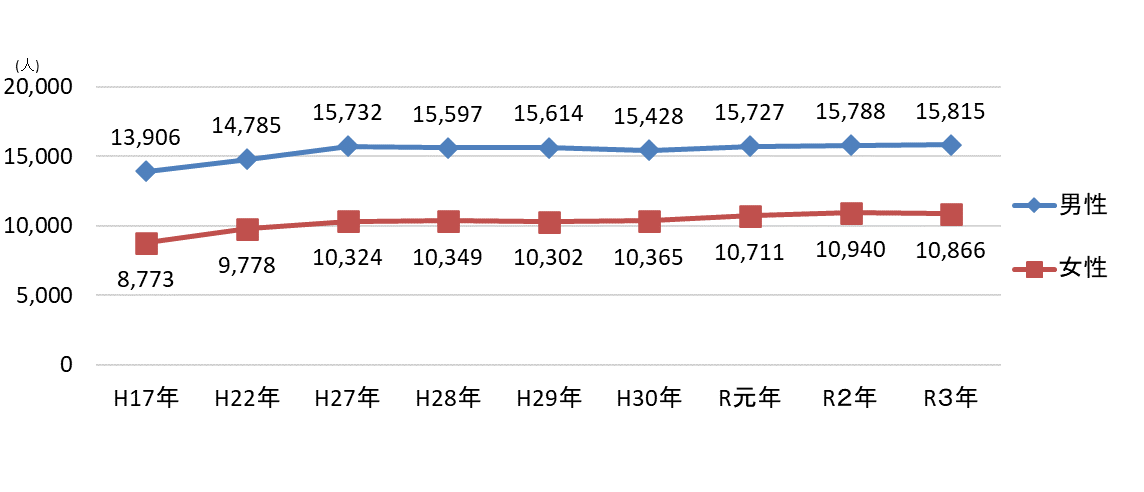 (人)
20,000
15,000
10,000
5,000
0
13,906 14,785 15,732 15,597 15,614 15,428 15,727 15,788 15,815
8,773 9,778 10,324 10,349 10,302 10,365 10,711 10,940 10,866
H17年 H22年 H27年 H28年 H29年 H30年 R元年 R2年 R3年
男性
女性